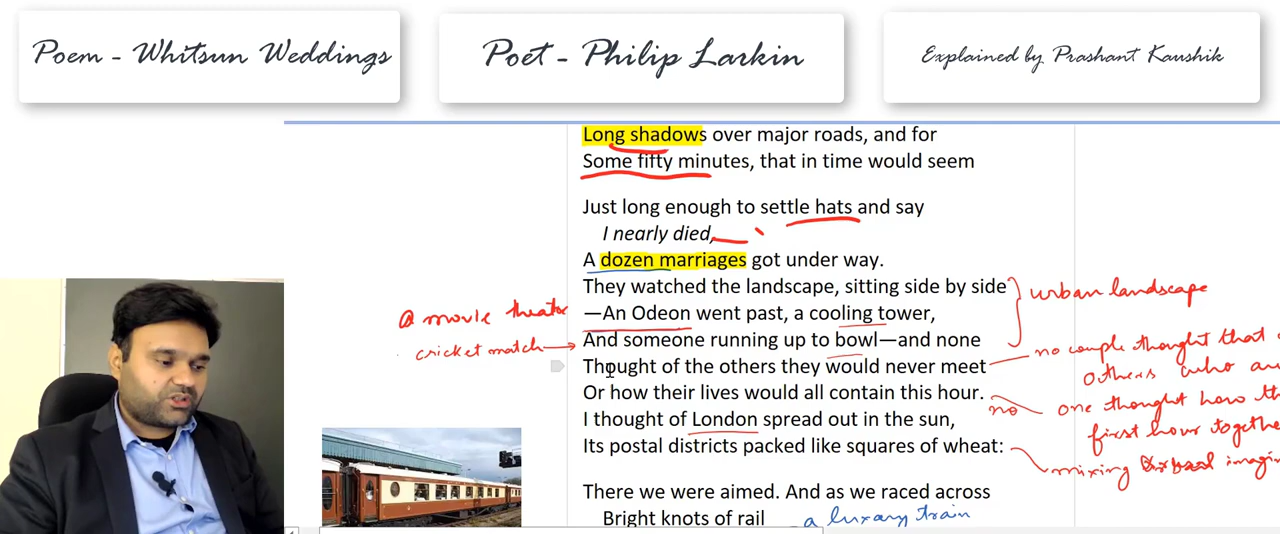 Poem - Whitsun Weddings
Poet - Philip Larkin
Explained by Prashant Kaushik
Long shadows over major roads, and for
Some fifty minutes, that in time would seem
Just long enough to settle hats and say
I nearly died,
A dozen marriages got under way.
They watched the landscape, sitting side by side
urban landscape
a movie theator
—An Odeon went past, a cooling tower,
cricket match
And someone running up to bowl—and none
no couple thought that
Thought of the others they would never meet
others who
Or how their lives would all contain this hour.
no one thought how
I thought of London spread out in the sun,
first hour
Its postal districts packed like squares of wheat:
mixing
There we were aimed. And as we raced across
Bright knots of rail
a luxary train